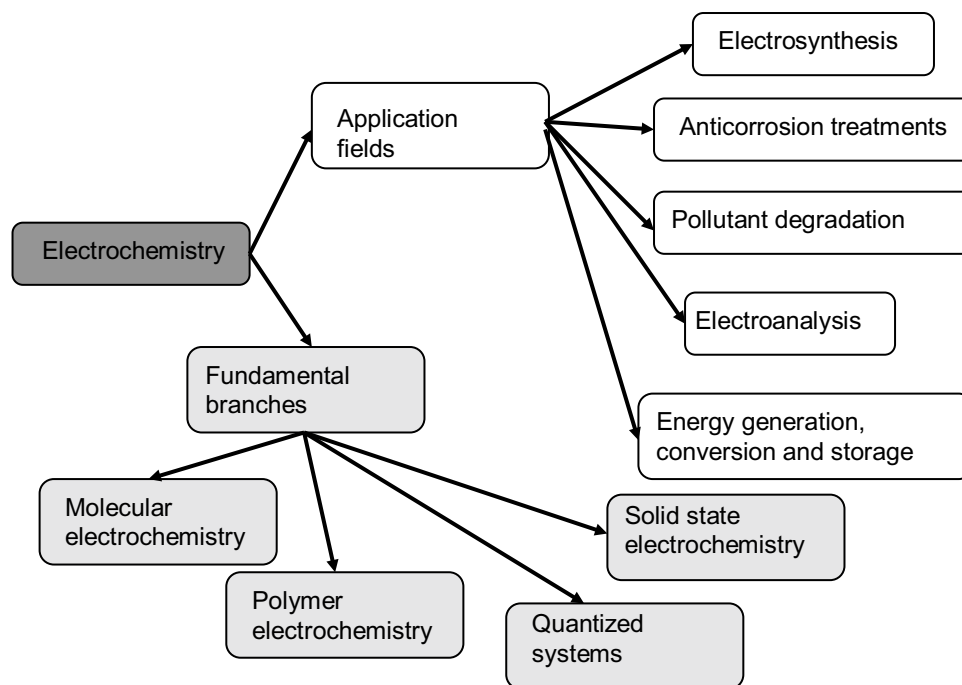 Electrosynthesis
Application
fields
Anticorrosion treatments
Pollutant degradation
Electrochemistry
Electroanalysis
Fundamental
branches
Energy generation,
conversion and storage
Molecular
electrochemistry
Solid state
electrochemistry
Polymer
electrochemistry
Quantized
systems